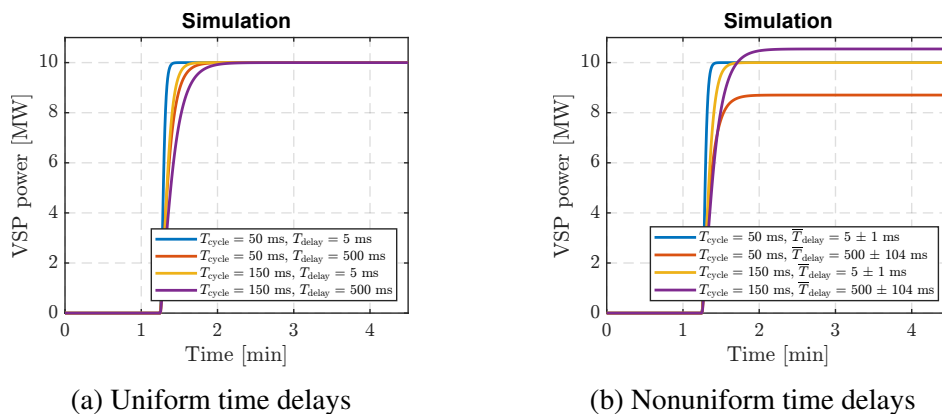 Simulation
VSP power [MW]
10
8
6
4
2
0
0 1 2 3 4
Time [min]
T_cycle = 50 ms, T_delay = 5 ms
T_cycle = 50 ms, T_delay = 500 ms
T_cycle = 150 ms, T_delay = 5 ms
T_cycle = 150 ms, T_delay = 500 ms
(a) Uniform time delays
Simulation
VSP power [MW]
10
8
6
4
2
0
0 1 2 3 4
Time [min]
T_cycle = 50 ms, T̅_delay = 5 ± 1 ms
T_cycle = 50 ms, T̅_delay = 500 ± 104 ms
T_cycle = 150 ms, T̅_delay = 5 ± 1 ms
T_cycle = 150 ms, T̅_delay = 500 ± 104 ms
(b) Nonuniform time delays